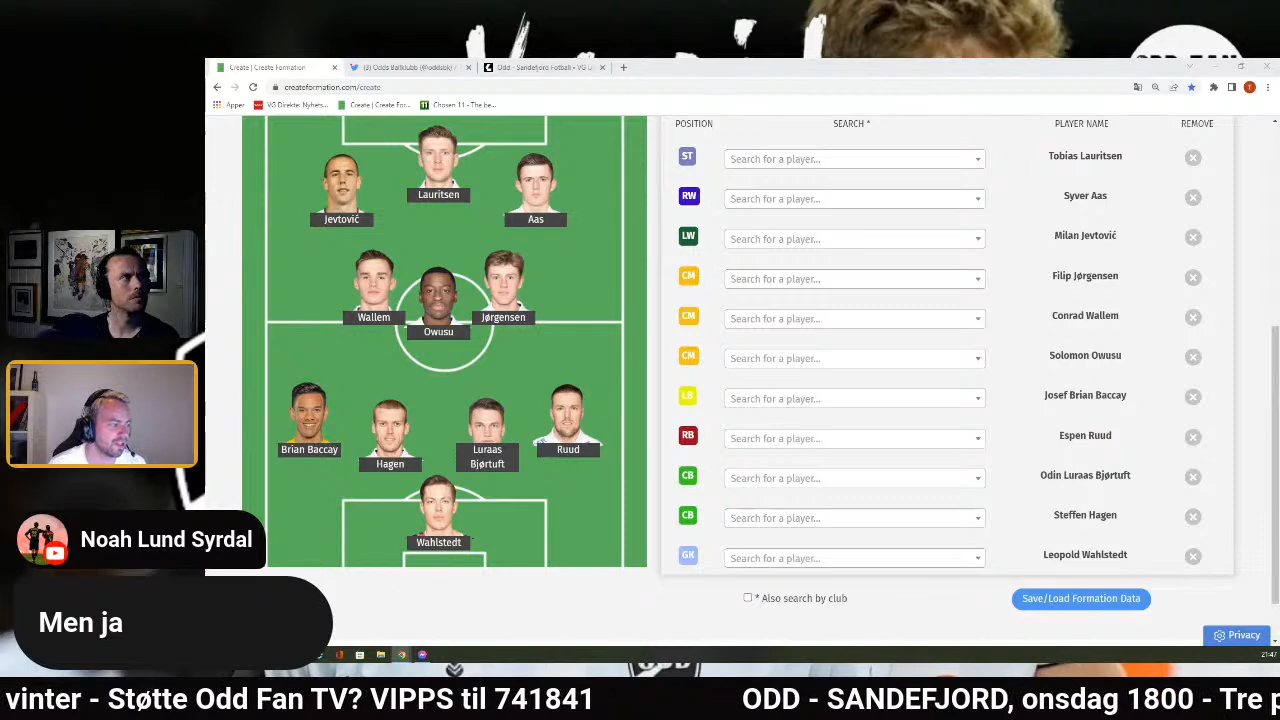 Create | Create Formation
(3) Odds Ballklubb (@oddsbk) /
Odd - Sandefjord Fotball • VG Li
createformation.com/create
Apper
VG Direkte: Nyhets...
Create | Create For...
Chosen 11 - The be...
POSITION
SEARCH *
PLAYER NAME
REMOVE
ST
Search for a player...
Tobias Lauritsen
RW
Search for a player...
Syver Aas
LW
Search for a player...
Milan Jevtović
CM
Search for a player...
Filip Jørgensen
CM
Search for a player...
Conrad Wallem
CM
Search for a player...
Solomon Owusu
LB
Search for a player...
Josef Brian Baccay
RB
Search for a player...
Espen Ruud
CB
Search for a player...
Odin Luraas Bjørtuft
CB
Search for a player...
Steffen Hagen
GK
Search for a player...
Leopold Wahlstedt
* Also search by club
Save/Load Formation Data
Privacy
21:47
Lauritsen
Jevtović
Aas
Wallem
Owusu
Jørgensen
Brian Baccay
Hagen
Luraas
Bjørtuft
Ruud
Wahlstedt
Noah Lund Syrdal
Men ja
ODD
vinter - Støtte Odd Fan TV? VIPPS til 741841
ODD - SANDEFJORD, onsdag 1800 - Tre p